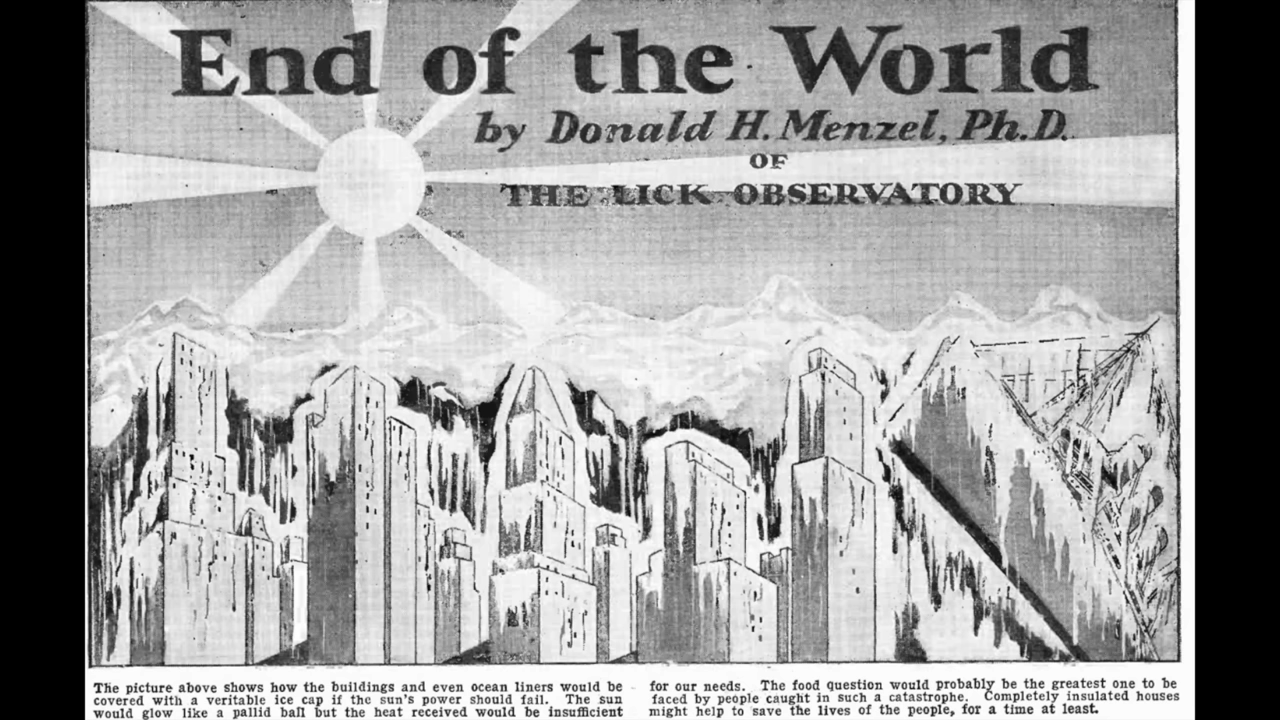 End of the World
by Donald H. Menzel, Ph.D.
OF
THE LICK OBSERVATORY
The picture above shows how the buildings and even ocean liners would be
covered with a veritable ice cap if the sun's power should fail. The sun
would glow like a pallid ball but the heat received would be insufficient
for our needs. The food question would probably be the greatest one to be
faced by people caught in such a catastrophe. Completely insulated houses
might help to save the lives of the people, for a time at least.